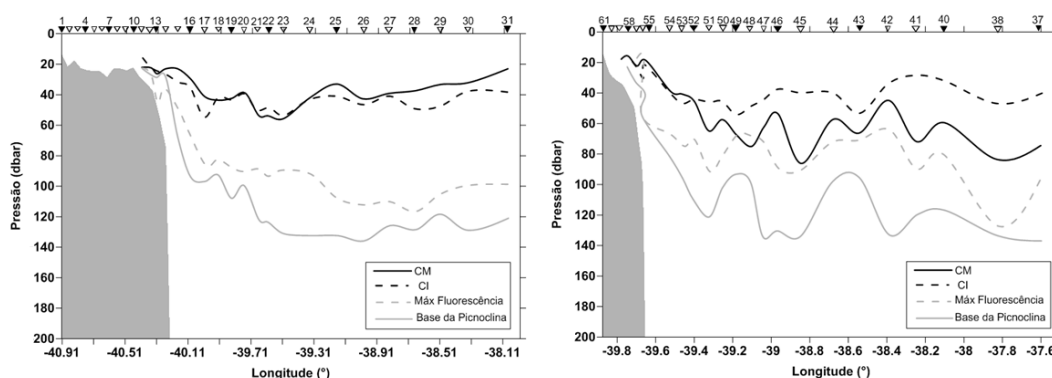 1 4 7 10 13 16 17 18 19 20 21 22 23 24 25 26 27 28 29 30 31
0
20
40
60
80
100
120
140
160
180
200
Pressão (dbar)
CM
CI
Máx Fluorescência
Base da Picnoclina
-40.91 -40.51 -40.11 -39.71 -39.31 -38.91 -38.51 -38.11
Longitude (°)
61 58 55 54 53 52 51 50 49 48 47 46 45 44 43 42 41 40 38 37
0
20
40
60
80
100
120
140
160
180
200
Pressão (dbar)
CM
CI
Máx Fluorescência
Base da Picnoclina
-39.8 -39.6 -39.4 -39.2 -39 -38.8 -38.6 -38.4 -38.2 -38 -37.8 -37.6
Longitude (°)